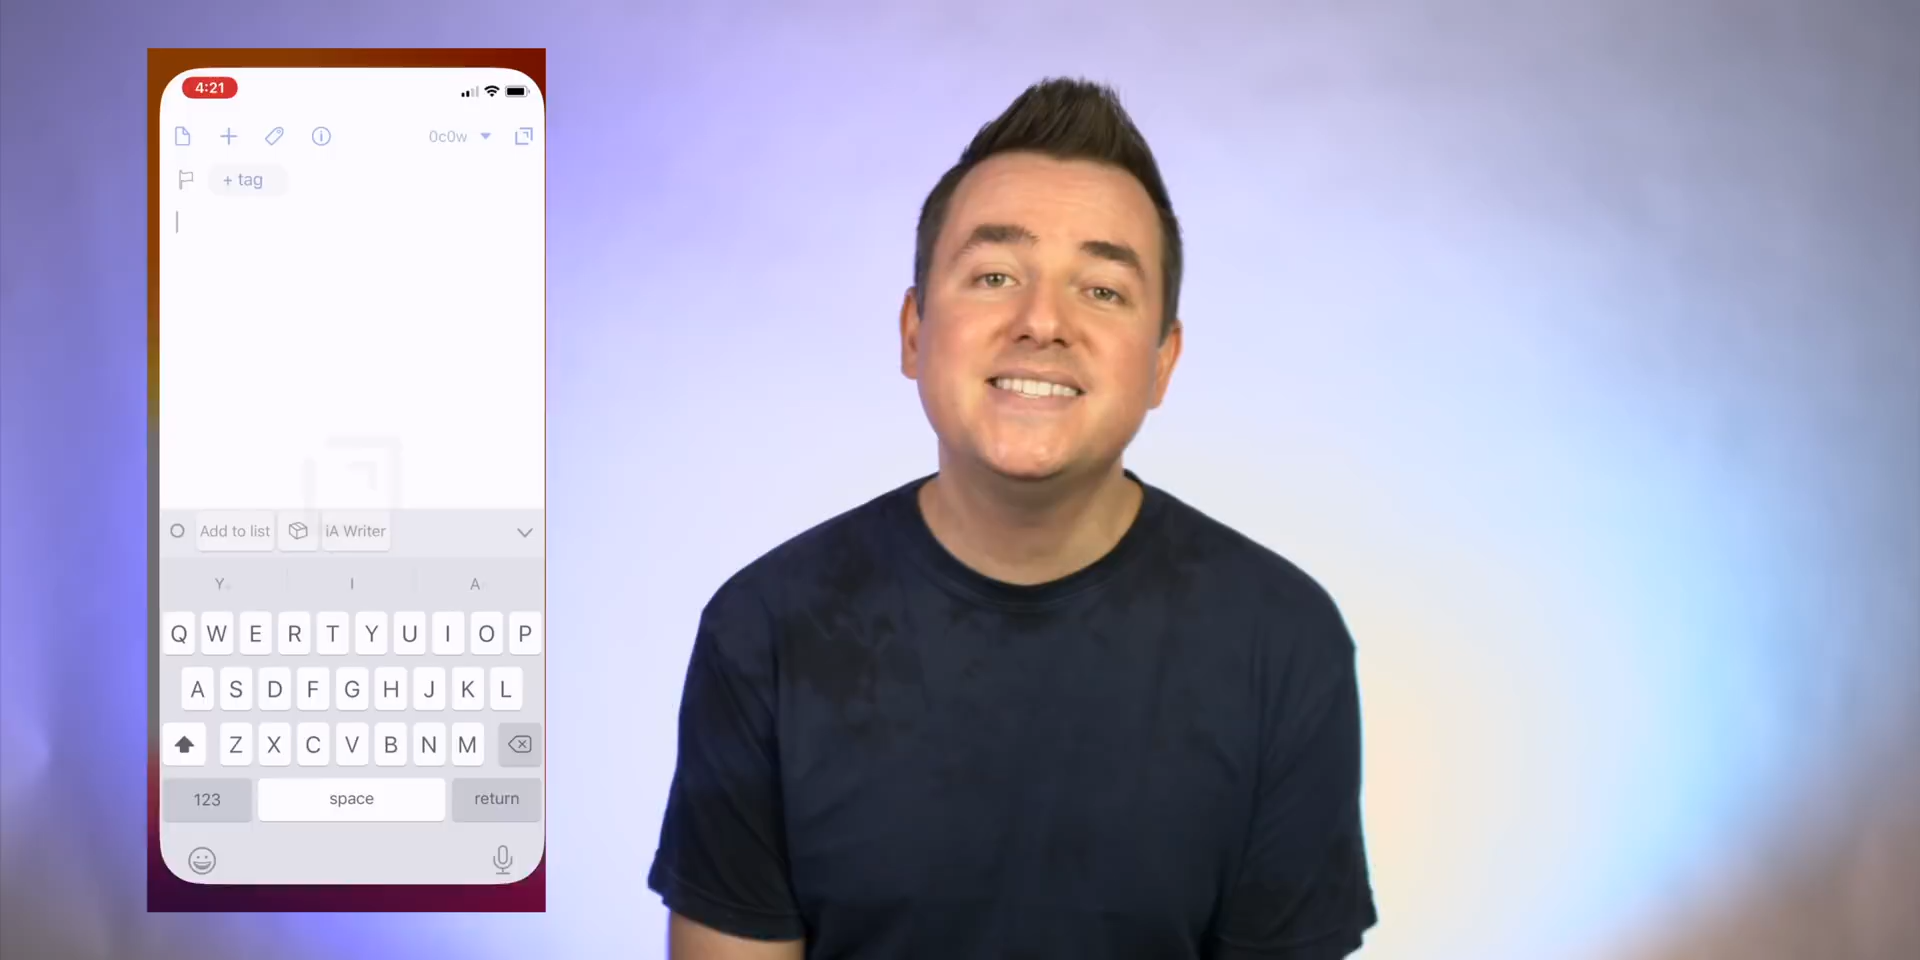 4:21
0c0w
+ tag
Add to list iA Writer
Y I A
Q W E R T Y U I O P
A S D F G H J K L
Z X C V B N M
123 space return